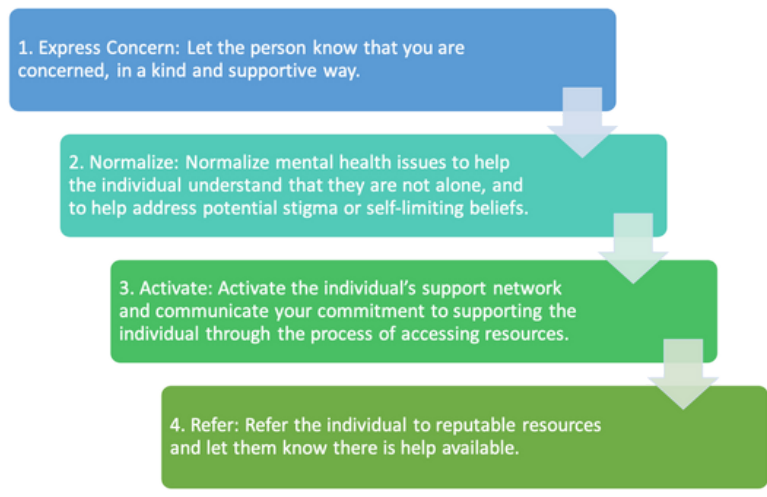 1. Express Concern: Let the person know that you are
concerned, in a kind and supportive way.
2. Normalize: Normalize mental health issues to help
the individual understand that they are not alone, and
to help address potential stigma or self-limiting beliefs.
3. Activate: Activate the individual’s support network
and communicate your commitment to supporting the
individual through the process of accessing resources.
4. Refer: Refer the individual to reputable resources
and let them know there is help available.